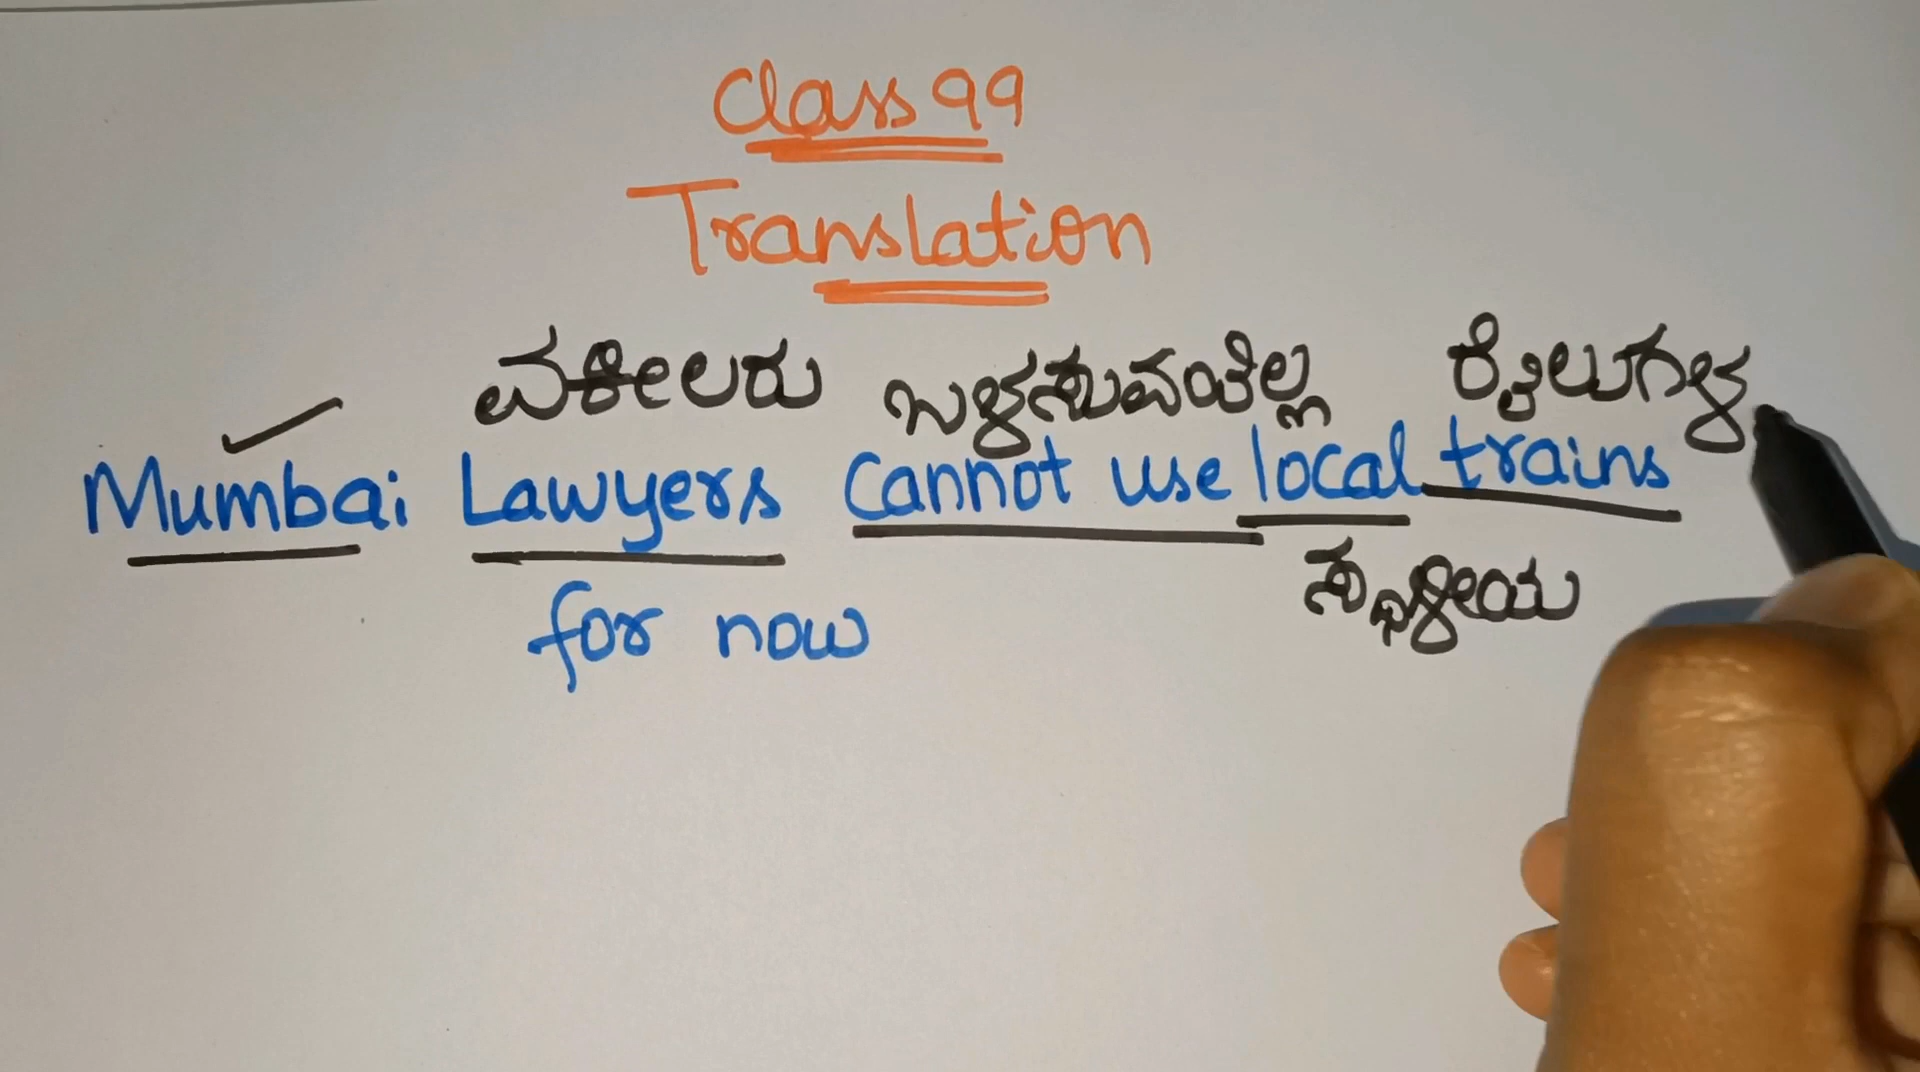 Class 99
Translation
ವಕೀಲರು ಬಳಸುವಂತಿಲ್ಲ ರೈಲುಗಳ
Mumbai Lawyers cannot use local trains
ಸ್ಥಳೀಯ
for now